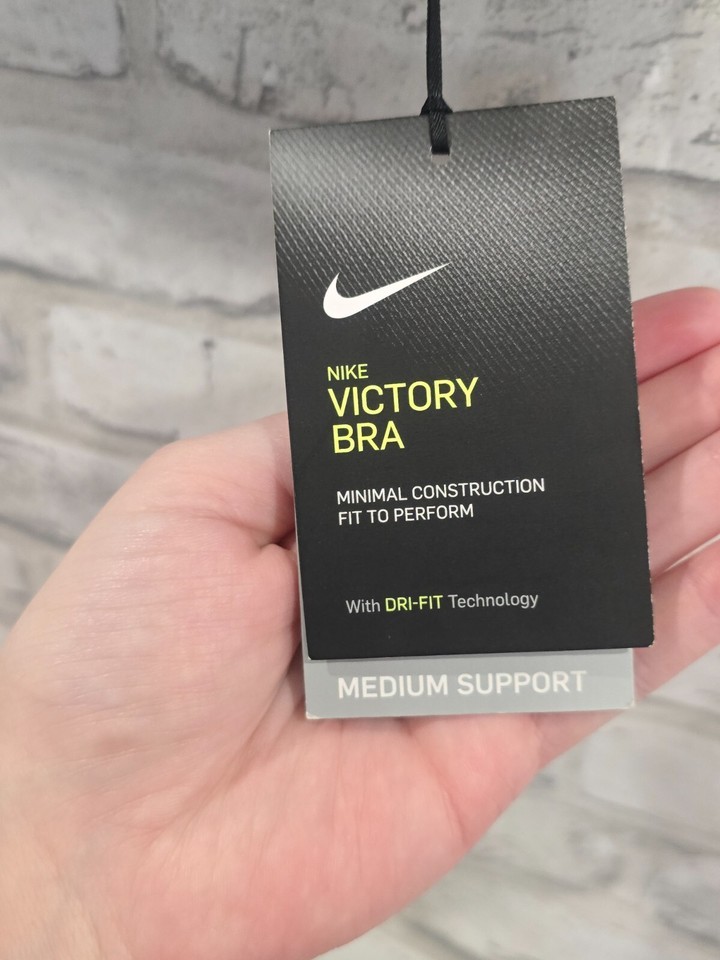 NIKE
VICTORY
BRA
MINIMAL CONSTRUCTION
FIT TO PERFORM
With DRI-FIT Technology
MEDIUM SUPPORT